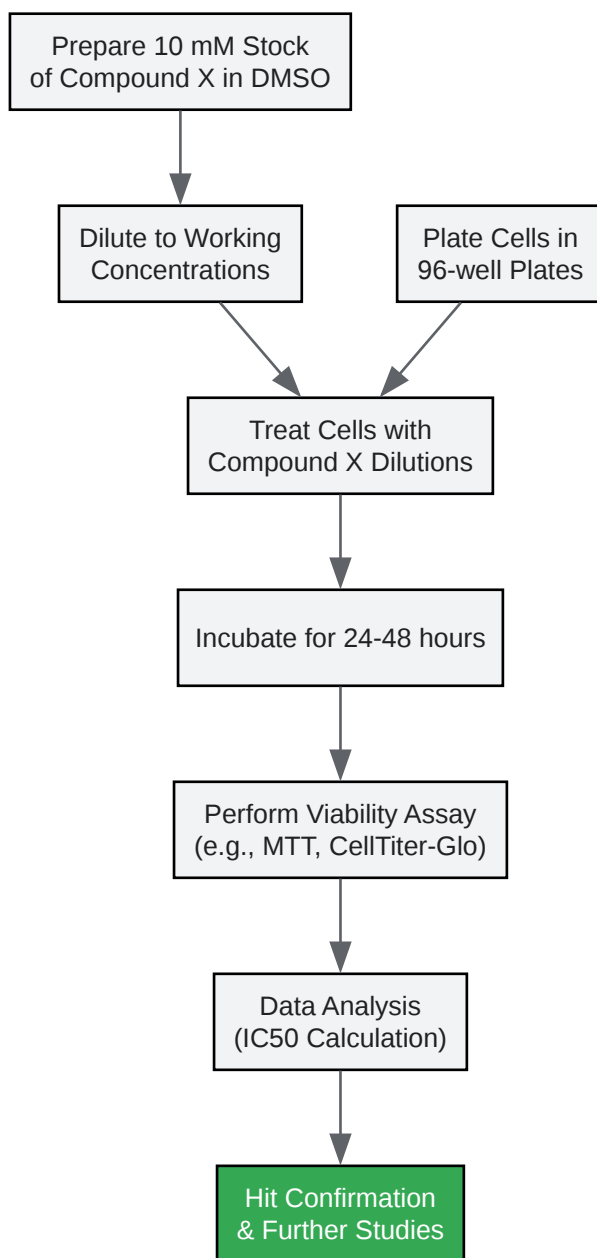 Prepare 10 mM Stock
of Compound X in DMSO
Dilute to Working
Concentrations
Plate Cells in
96-well Plates
Treat Cells with
Compound X Dilutions
Incubate for 24-48 hours
Perform Viability Assay
(e.g., MTT, CellTiter-Glo)
Data Analysis
(IC50 Calculation)
Hit Confirmation
& Further Studies